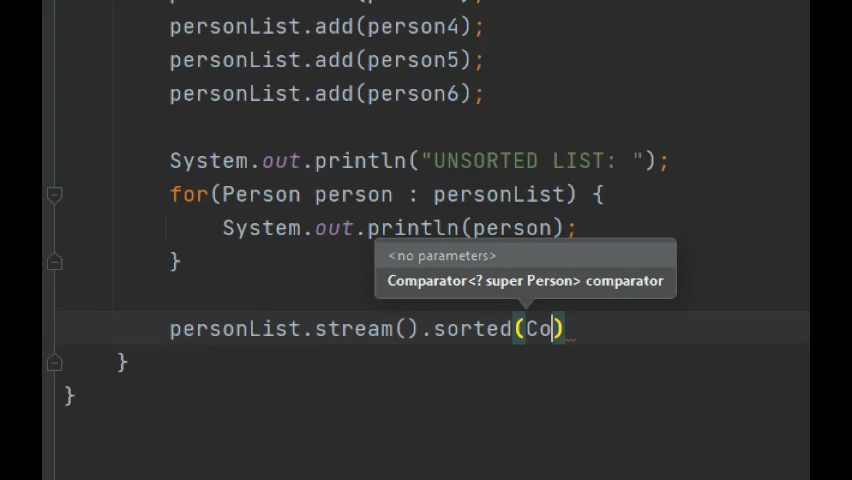 personList.add(person4);
personList.add(person5);
personList.add(person6);
System.out.println("UNSORTED LIST: ");
for(Person person : personList) {
System.out.println(person);
<no parameters>
}
Comparator<? super Person> comparator
personList.stream().sorted(Co)
}
}